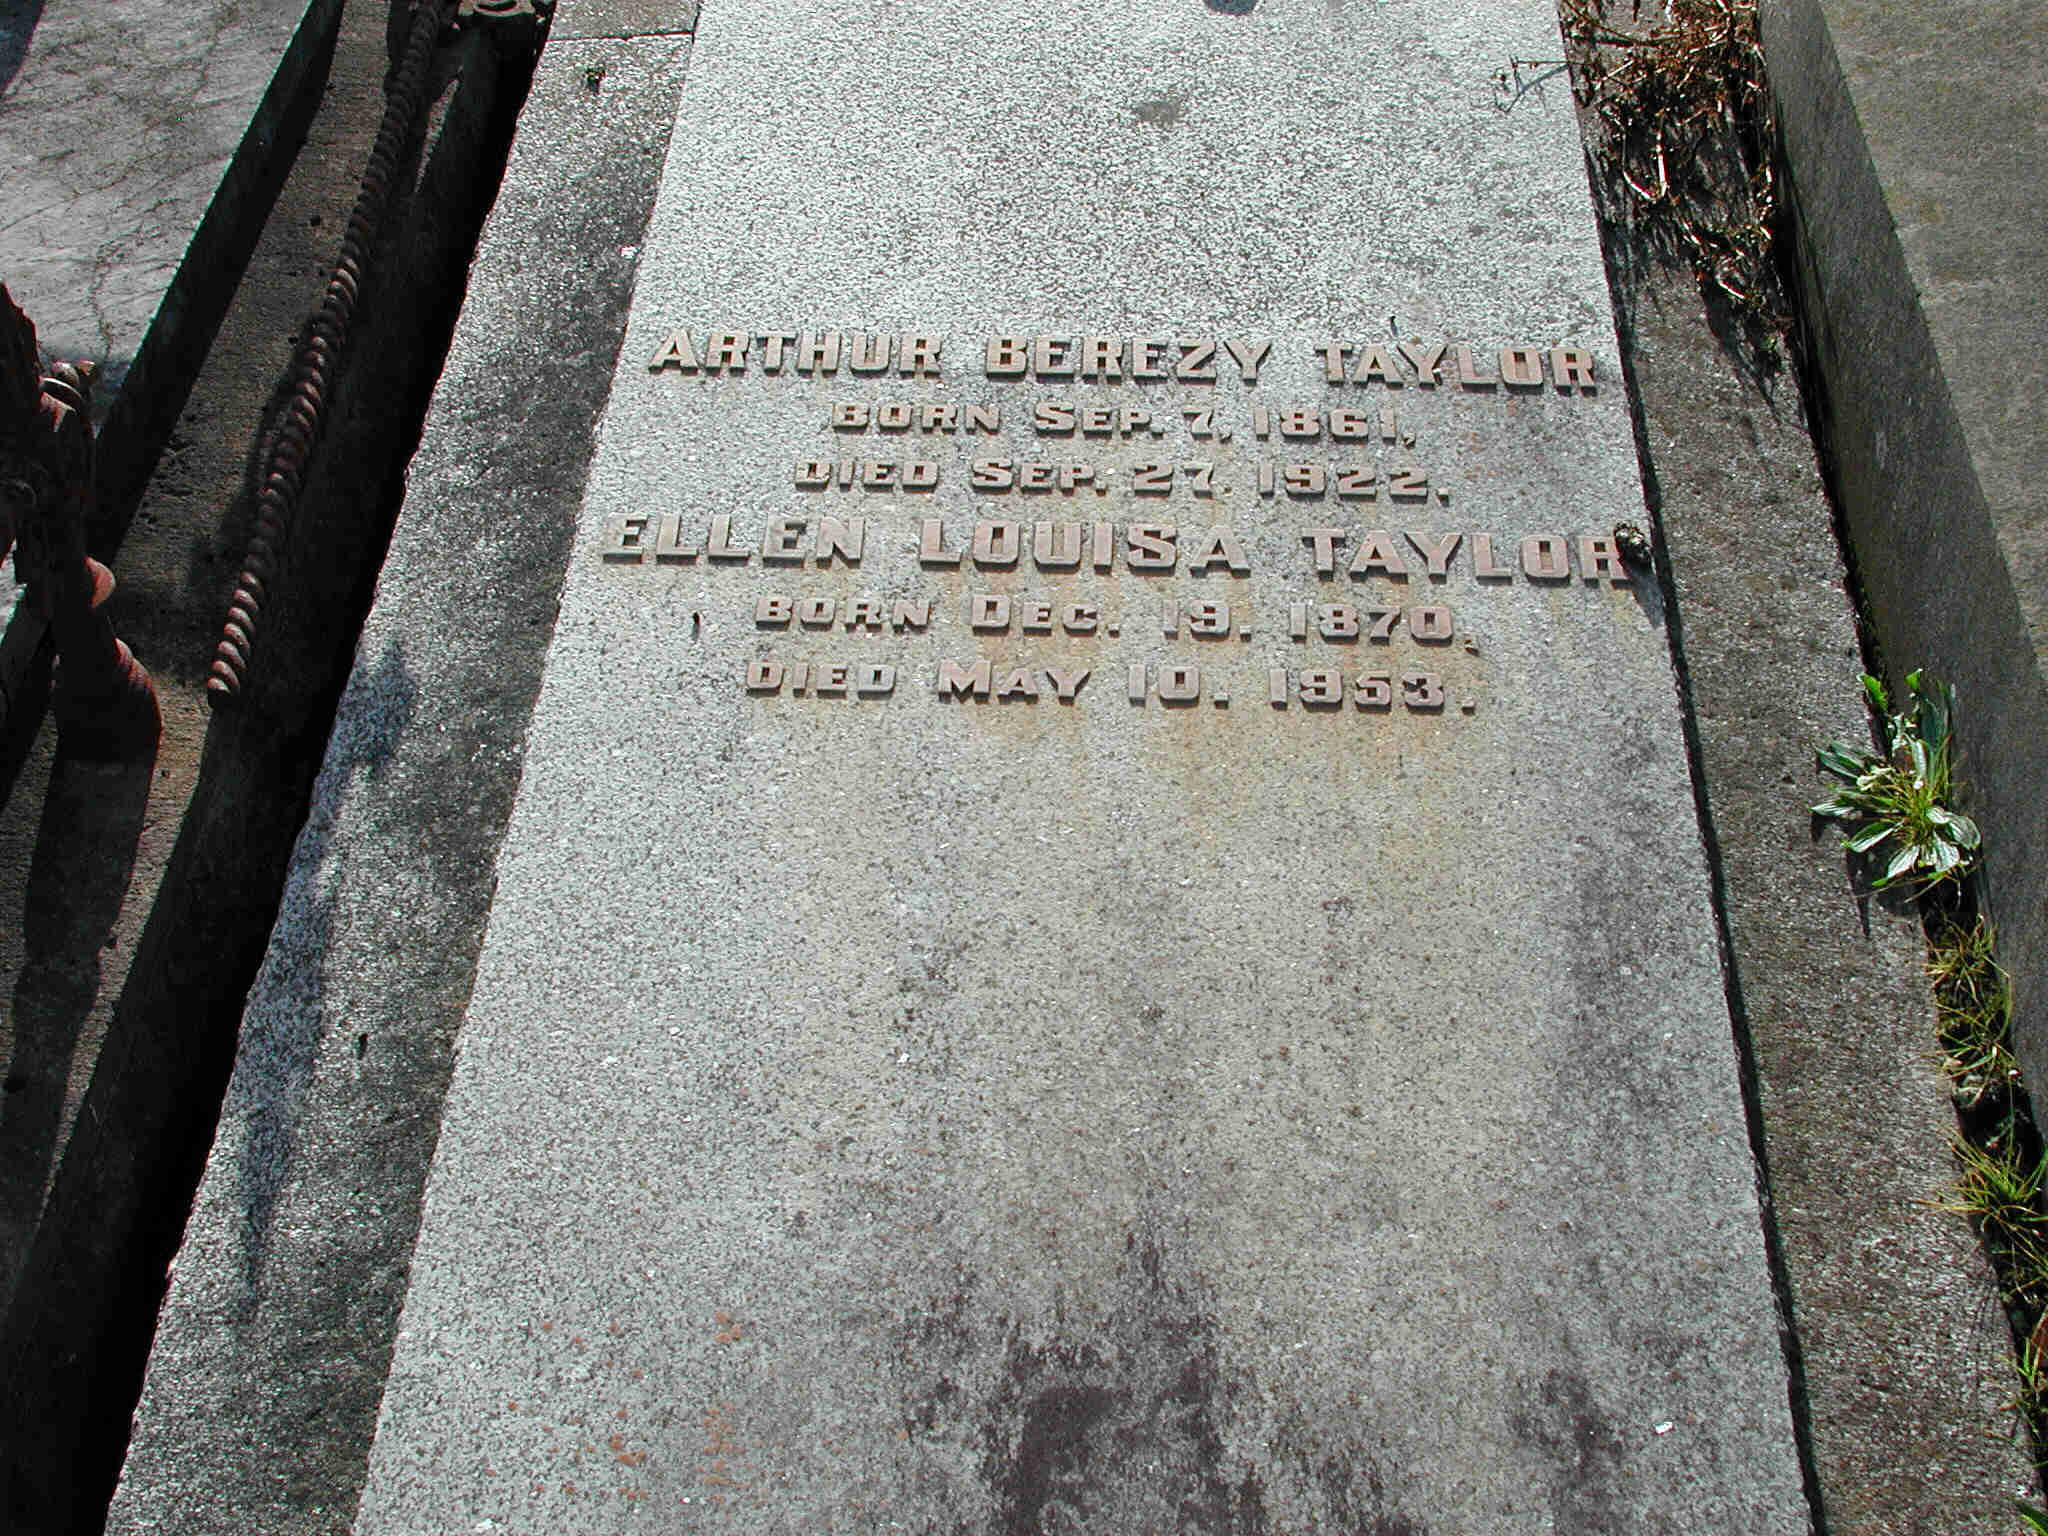 ARTHUR BEREZY TAYLOR
BORN SEP. 7, 1861,
DIED SEP. 27. 1922.
ELLEN LOUISA TAYLOR
BORN DEC. 19. 1870.
DIED MAY 10. 1953.